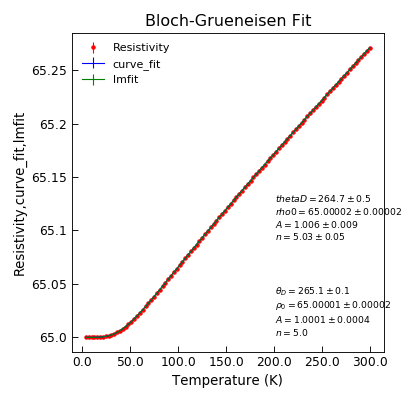 Bloch-Grueneisen Fit
Resistivity
curve_fit
lmfit
Resistivity,curve_fit,lmfit
65.25
65.2
65.15
65.1
65.05
65.0
thetaD = 264.7 ± 0.5
rho0 = 65.00002 ± 0.00002
A = 1.006 ± 0.009
n = 5.03 ± 0.05
θ_D = 265.1 ± 0.1
ρ_0 = 65.00001 ± 0.00002
A = 1.0001 ± 0.0004
n = 5.0
0.0 50.0 100.0 150.0 200.0 250.0 300.0
Temperature (K)